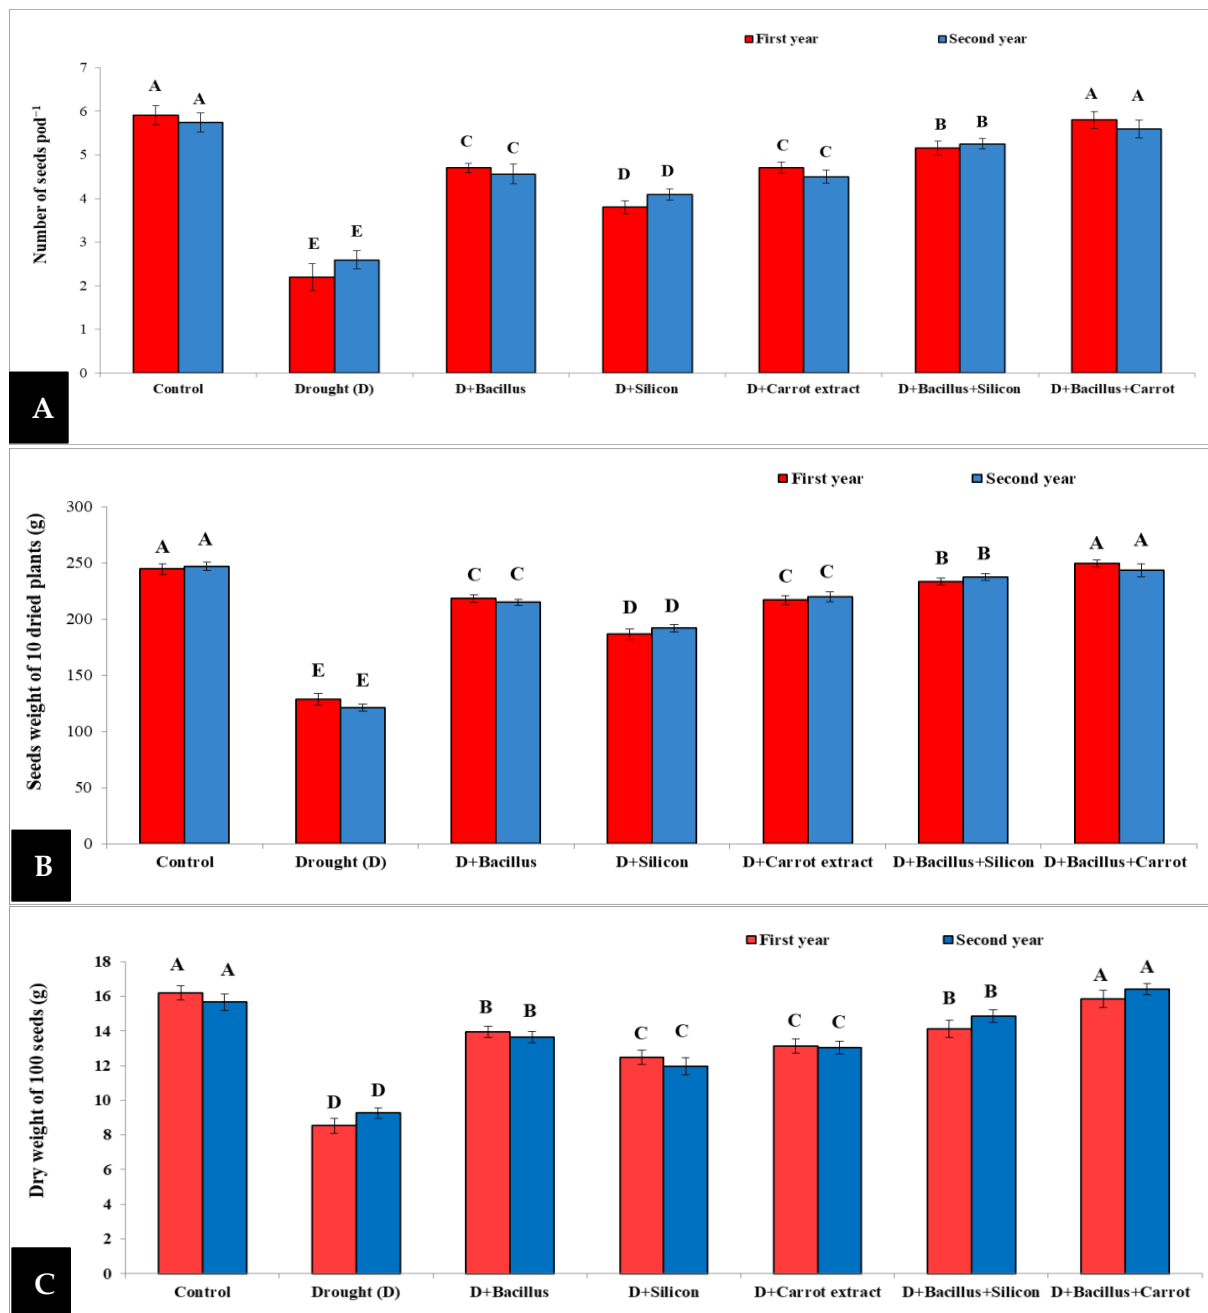 First year Second year
Number of seeds pod⁻¹
7
6
5
4
3
2
1
0
A A E E C C D D C C B B A A
Control Drought (D) D+Bacillus D+Silicon D+Carrot extract D+Bacillus+Silicon D+Bacillus+Carrot
A
First year Second year
Seeds weight of 10 dried plants (g)
300
250
200
150
100
50
0
A A E E C C D D C C B B A A
Control Drought (D) D+Bacillus D+Silicon D+Carrot extract D+Bacillus+Silicon D+Bacillus+Carrot
B
First year Second year
Dry weight of 100 seeds (g)
18
16
14
12
10
8
6
4
2
0
A A D D B B C C C C B B A A
Control Drought (D) D+Bacillus D+Silicon D+Carrot extract D+Bacillus+Silicon D+Bacillus+Carrot
C